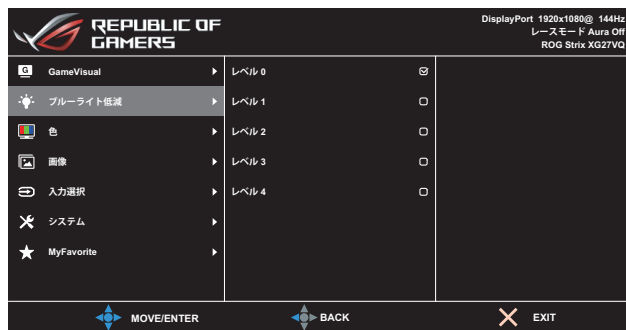 REPUBLIC OF
GAMERS
DisplayPort 1920x1080@ 144Hz
レースモード Aura Off
ROG Strix XG27VQ
G GameVisual
ブルーライト低減
色
画像
入力選択
システム
MyFavorite
レベル 0
レベル 1
レベル 2
レベル 3
レベル 4
MOVE/ENTER
BACK
EXIT